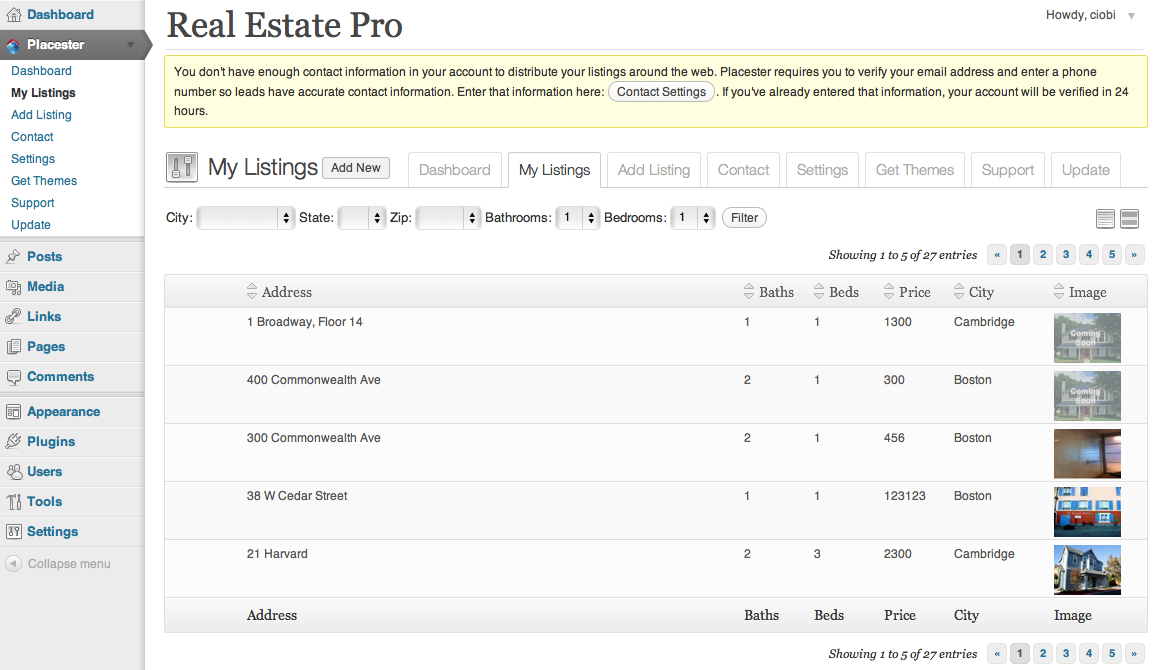 Dashboard
Placester
Dashboard
My Listings
Add Listing
Contact
Settings
Get Themes
Support
Update
Posts
Media
Links
Pages
Comments
Appearance
Plugins
Users
Tools
Settings
Collapse menu
Real Estate Pro
Howdy, ciobi
You don't have enough contact information in your account to distribute your listings around the web. Placester requires you to verify your email address and enter a phone
number so leads have accurate contact information. Enter that information here: Contact Settings . If you've already entered that information, your account will be verified in 24
hours.
My Listings Add New Dashboard My Listings Add Listing Contact Settings Get Themes Support Update
City: State: Zip: Bathrooms: 1 Bedrooms: 1 Filter
Showing 1 to 5 of 27 entries « 1 2 3 4 5 »
Address Baths Beds Price City Image
1 Broadway, Floor 14 1 1 1300 Cambridge
Coming
Soon
400 Commonwealth Ave 2 1 300 Boston
Coming
Soon
300 Commonwealth Ave 2 1 456 Boston
38 W Cedar Street 1 1 123123 Boston
21 Harvard 2 3 2300 Cambridge
Address Baths Beds Price City Image
Showing 1 to 5 of 27 entries « 1 2 3 4 5 »